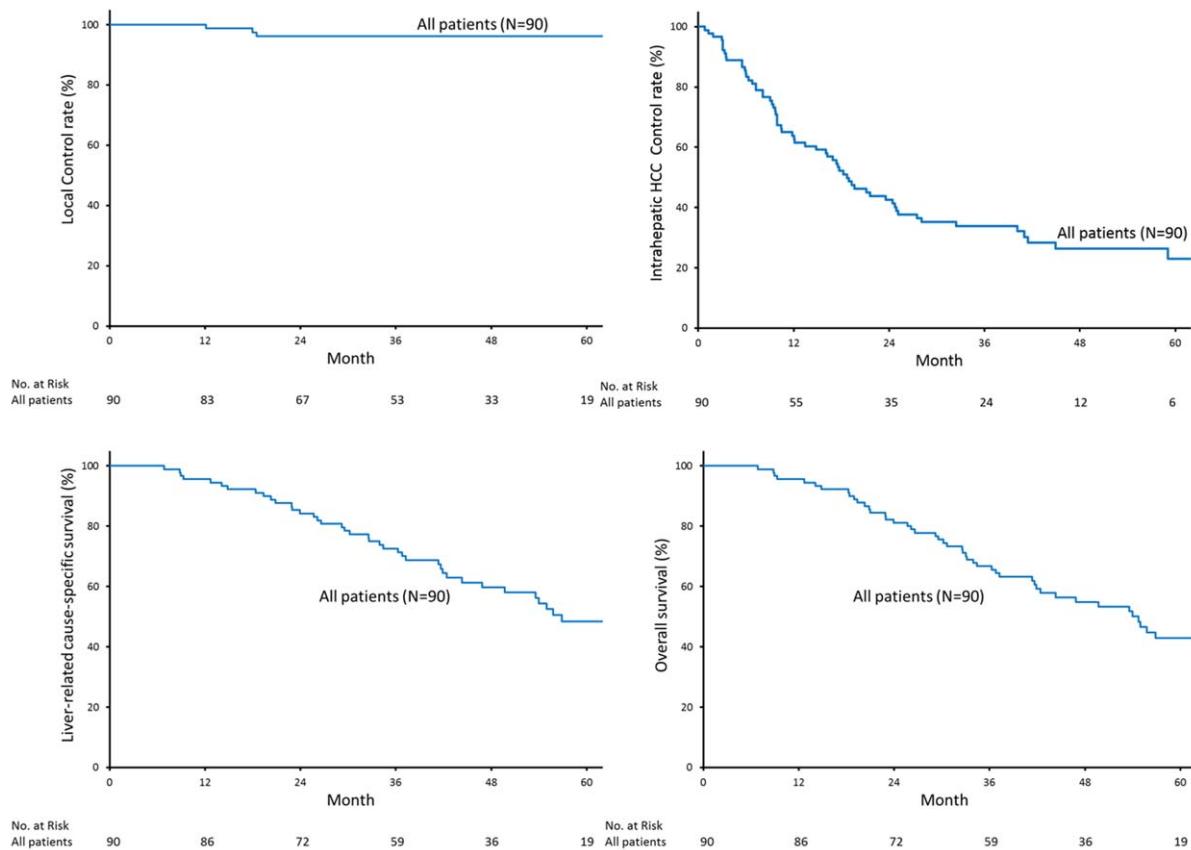 Local Control rate (%)
100
80
60
40
20
0
All patients (N=90)
0 12 24 36 48 60
Month
No. at Risk
All patients 90 83 67 53 33 19
Intrahepatic HCC Control rate (%)
100
80
60
40
20
0
All patients (N=90)
0 12 24 36 48 60
Month
No. at Risk
All patients 90 55 35 24 12 6
Liver-related cause-specific survival (%)
100
80
60
40
20
0
All patients (N=90)
0 12 24 36 48 60
Month
No. at Risk
All patients 90 86 72 59 36 19
Overall survival (%)
100
80
60
40
20
0
All patients (N=90)
0 12 24 36 48 60
Month
No. at Risk
All patients 90 86 72 59 36 19